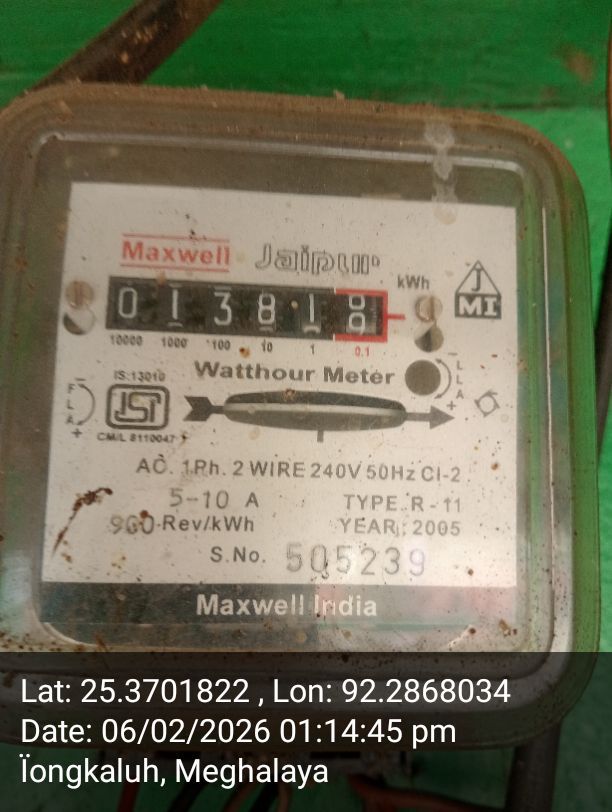 Maxwell Jaipur
kWh
J
MI
0 1 3 8 1 8
10000 1000 100 10 1 0.1
Watthour Meter
IS:13010
F
L
A
+
ISI
−
L
L
A
+
CM/L 8110047
AC. 1Ph. 2 WIRE 240V 50Hz Cl-2
5-10 A TYPE. R - 11
900 Rev/kWh YEAR : 2005
S.No. 505239
Maxwell India
Lat: 25.3701822 , Lon: 92.2868034
Date: 06/02/2026 01:14:45 pm
Ïongkaluh, Meghalaya